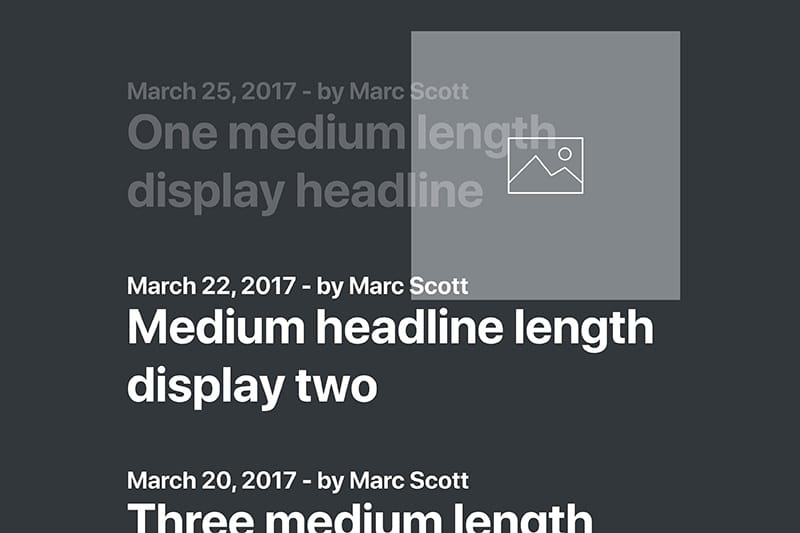 March 25, 2017 - by Marc Scott
One medium length
display headline
March 22, 2017 - by Marc Scott
Medium headline length
display two
March 20, 2017 - by Marc Scott
Three medium length